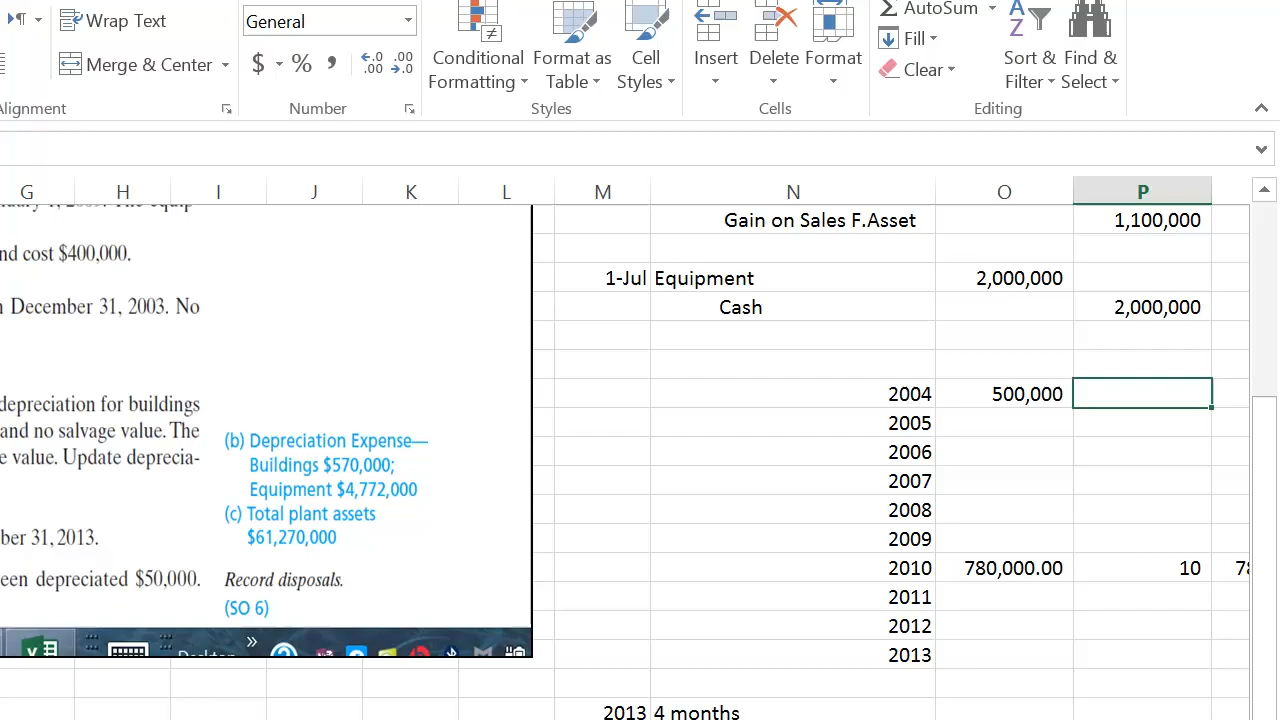 Wrap Text
General
Merge & Center
$ % ,
Conditional Formatting
Format as Table
Cell Styles
Insert
Delete
Format
Σ AutoSum
Fill
Clear
Sort & Filter
Find & Select
Alignment
Number
Styles
Cells
Editing
G H I J K L M N O P
Gain on Sales F.Asset 1,100,000
nd cost $400,000.
1-Jul Equipment 2,000,000
December 31, 2003. No
Cash 2,000,000
2004 500,000
depreciation for buildings
2005
and no salvage value. The
(b) Depreciation Expense—
2006
e value. Update deprecia-
Buildings $570,000;
2007
Equipment $4,772,000
2008
(c) Total plant assets
ber 31, 2013.
$61,270,000
2009
2010 780,000.00 10 78
een depreciated $50,000.
Record disposals.
2011
(SO 6)
2012
2013
Desktop
2013 4 months